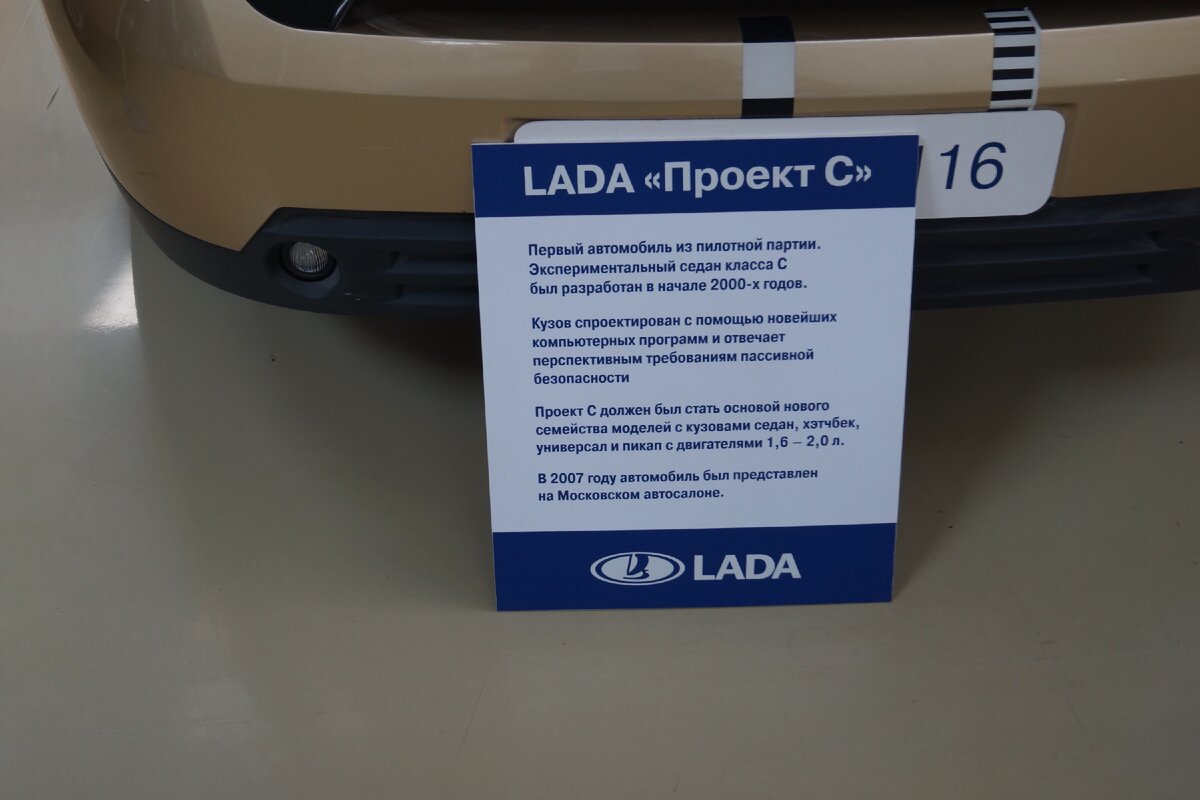 LADA «Проект С»
116
Первый автомобиль из пилотной партии.
Экспериментальный седан класса С
был разработан в начале 2000-х годов.
Кузов спроектирован с помощью новейших
компьютерных программ и отвечает
перспективным требованиям пассивной
безопасности
Проект С должен был стать основой нового
семейства моделей с кузовами седан, хэтчбек,
универсал и пикап с двигателями 1,6 – 2,0 л.
В 2007 году автомобиль был представлен
на Московском автосалоне.
LADA